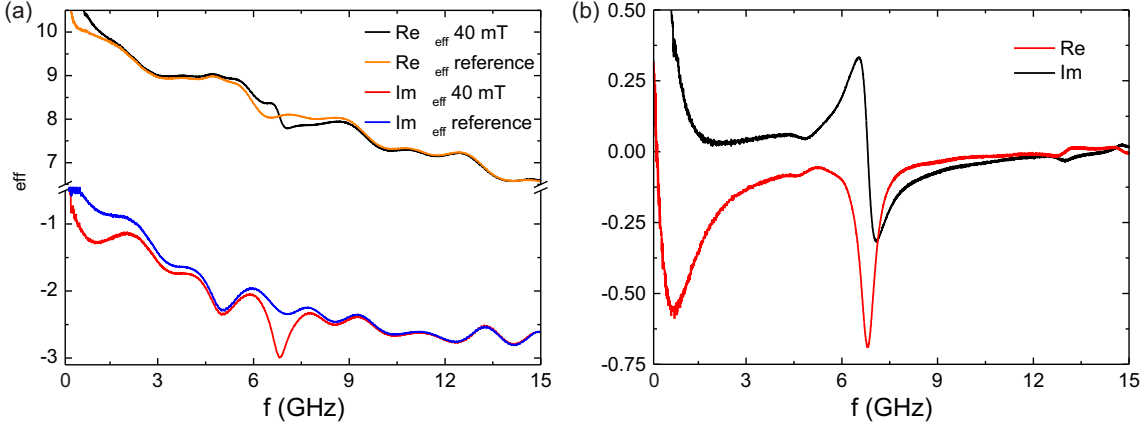 (a)
10
9
8
7
-1
-2
-3
eff
0 3 6 9 12 15
f (GHz)
Re eff 40 mT
Re eff reference
Im eff 40 mT
Im eff reference
(b)
0.50
0.25
0.00
-0.25
-0.50
-0.75
0 3 6 9 12 15
f (GHz)
Re
Im